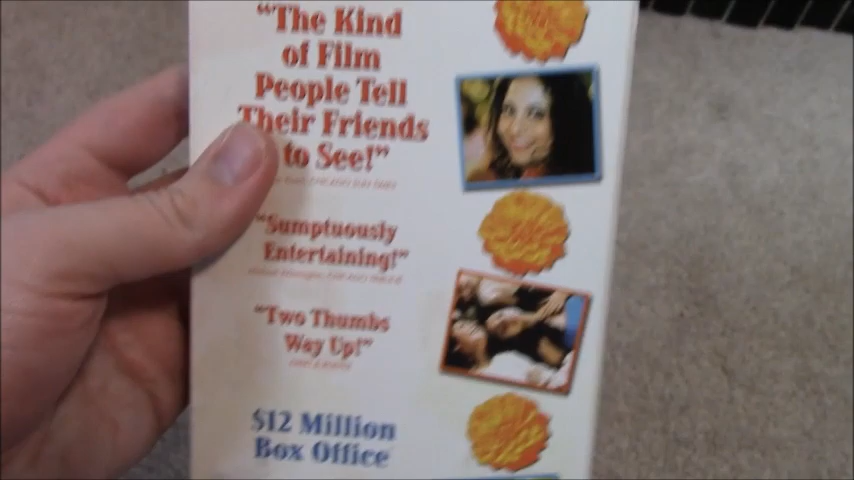 "The Kind
of Film
People Tell
Their Friends
to See!"
"Sumptuously
Entertaining!"
"Two Thumbs
Way Up!"
$12 Million
Box Office